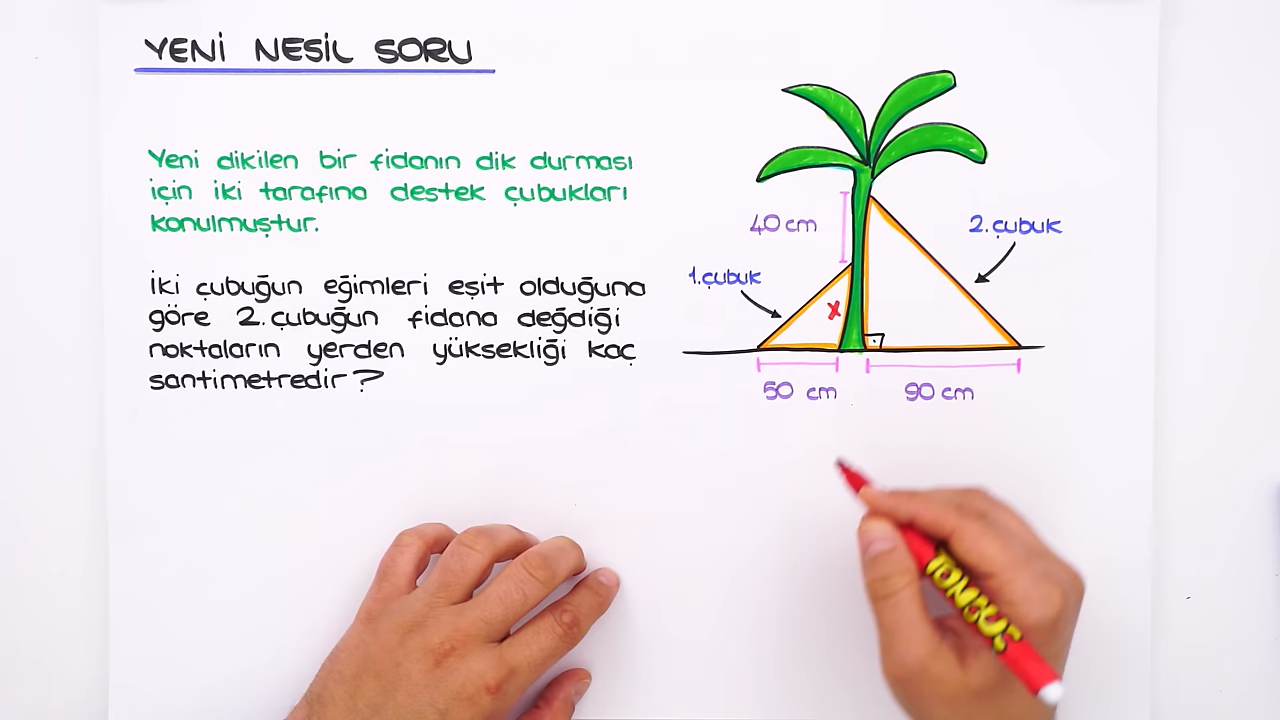 YENİ NESİL SORU
Yeni dikilen bir fidanın dik durması
için iki tarafına destek çubukları
konulmuştur.
İki çubuğun eğimleri eşit olduğuna
göre 2. çubuğun fidana değdiği
noktaların yerden yüksekliği kaç
santimetredir?
40 cm
2. çubuk
1. çubuk
x
50 cm
90 cm
TONGUÇ